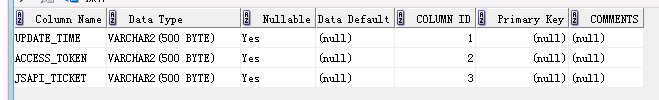 Column Name Data Type Nullable Data Default COLUMN ID Primary Key COMMENTS
UPDATE_TIME VARCHAR2(500 BYTE) Yes (null) 1 (null) (null)
ACCESS_TOKEN VARCHAR2(500 BYTE) Yes (null) 2 (null) (null)
JSAPI_TICKET VARCHAR2(500 BYTE) Yes (null) 3 (null) (null)